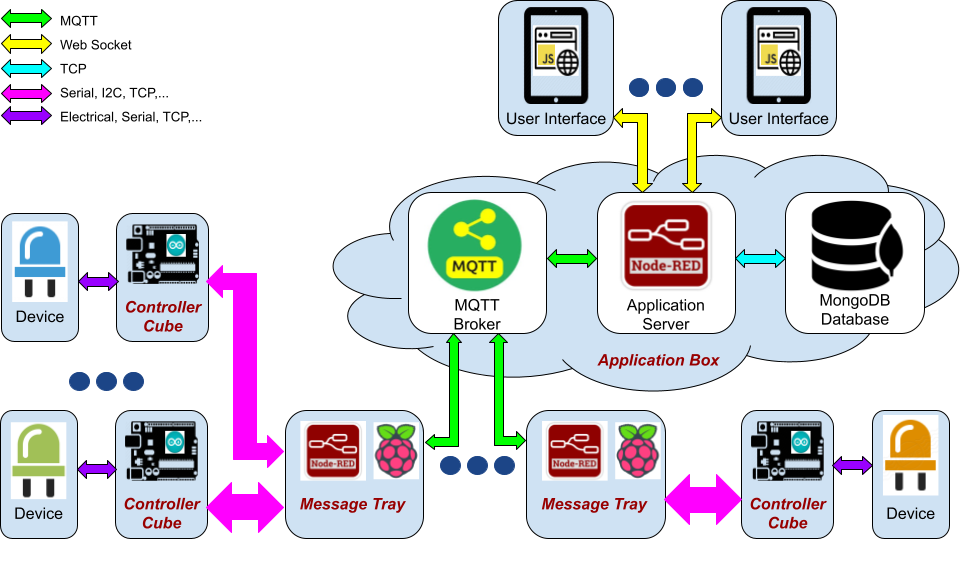 MQTT
Web Socket
TCP
Serial, I2C, TCP,...
Electrical, Serial, TCP,...
JS
User Interface
JS
User Interface
MQTT
MQTT
Broker
Node-RED
Application
Server
MongoDB
Database
Application Box
Device
Controller
Cube
Device
Controller
Cube
Node-RED
Message Tray
Node-RED
Message Tray
Controller
Cube
Device